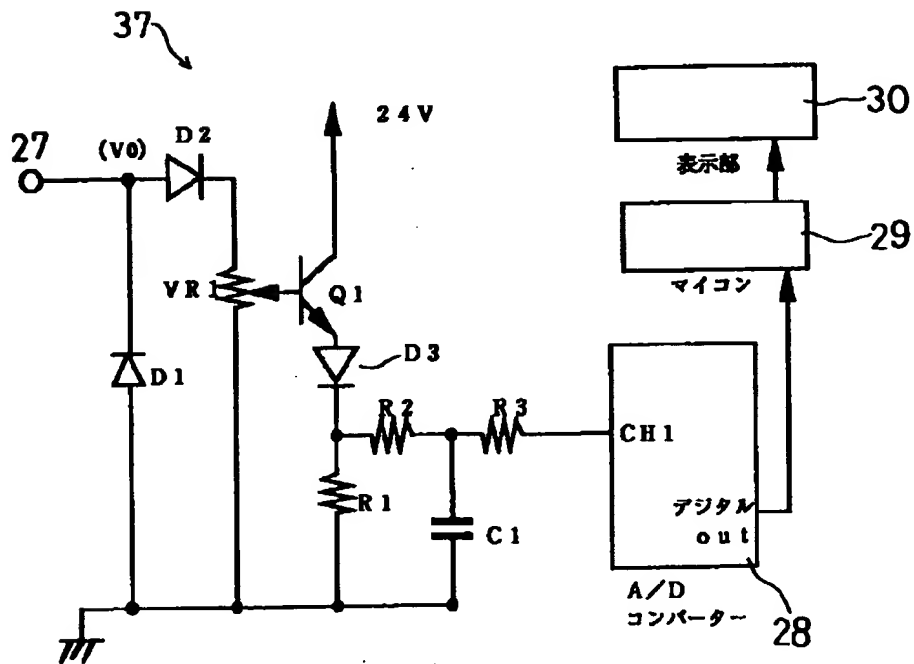 37
24V
30
27
(V0)
D2
表示部
29
VR1
Q1
マイコン
D1
D3
R2
R3
CH1
R1
デジタル
out
C1
A/D
コンバーター
28